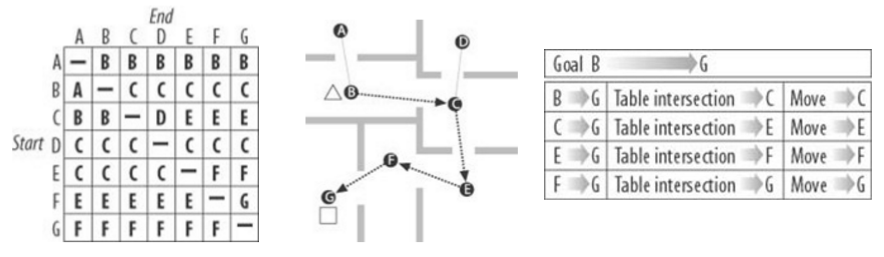 End
A B C D E F G
A — B B B B B B
B A — C C C C C
C B B — D E E E
Start D C C C — C C C
E C C C C — F F
F E E E E E — G
G F F F F F F —
A
D
B
C
F
E
G
Goal B G
B G Table intersection C Move C
C G Table intersection E Move E
E G Table intersection F Move F
F G Table intersection G Move G